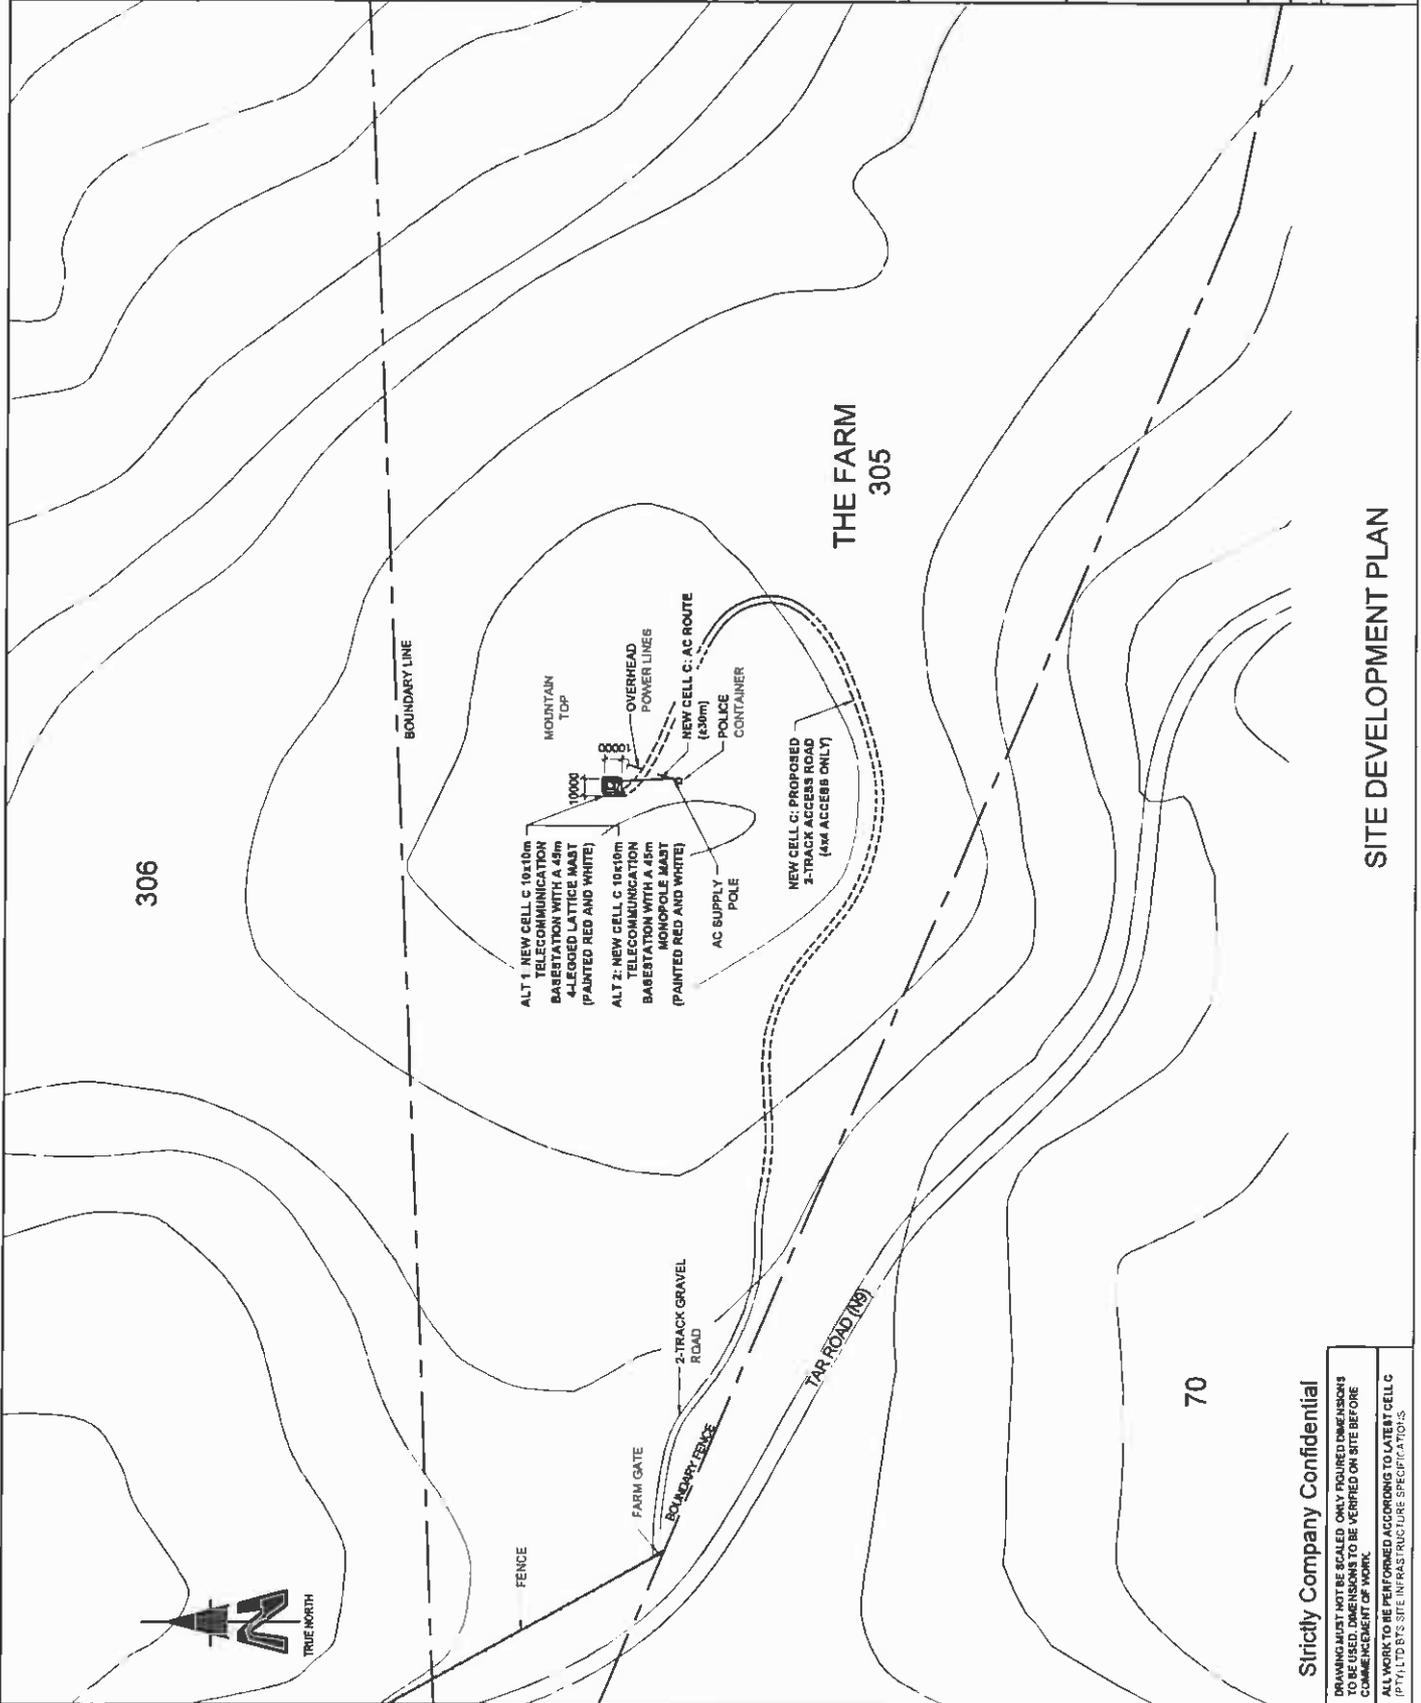 306
BOUNDARY LINE
MOUNTAIN
TOP
10000
10000
OVERHEAD
POWER LINES
NEW CELL C: AC ROUTE
(±30m)
POLICE
CONTAINER
ALT 1: NEW CELL C 10x10m
TELECOMMUNICATION
BASESTATION WITH A 45m
4-LEGGED LATTICE MAST
(PAINTED RED AND WHITE)
ALT 2: NEW CELL C 10x10m
TELECOMMUNICATION
BASESTATION WITH A 45m
MONOPOLE MAST
(PAINTED RED AND WHITE)
AC SUPPLY
POLE
NEW CELL C: PROPOSED
2-TRACK ACCESS ROAD
(4x4 ACCESS ONLY)
THE FARM
305
TRUE NORTH
FENCE
FARM GATE
BOUNDARY FENCE
2-TRACK GRAVEL
ROAD
TAR ROAD (N9)
70
SITE DEVELOPMENT PLAN
Strictly Company Confidential
DRAWING MUST NOT BE SCALED ONLY FIGURED DIMENSIONS
TO BE USED. DIMENSIONS TO BE VERIFIED ON SITE BEFORE
COMMENCEMENT OF WORK.
ALL WORK TO BE PERFORMED ACCORDING TO LATEST CELL C
(PTY) LTD BTS SITE INFRASTRUCTURE SPECIFICATIONS